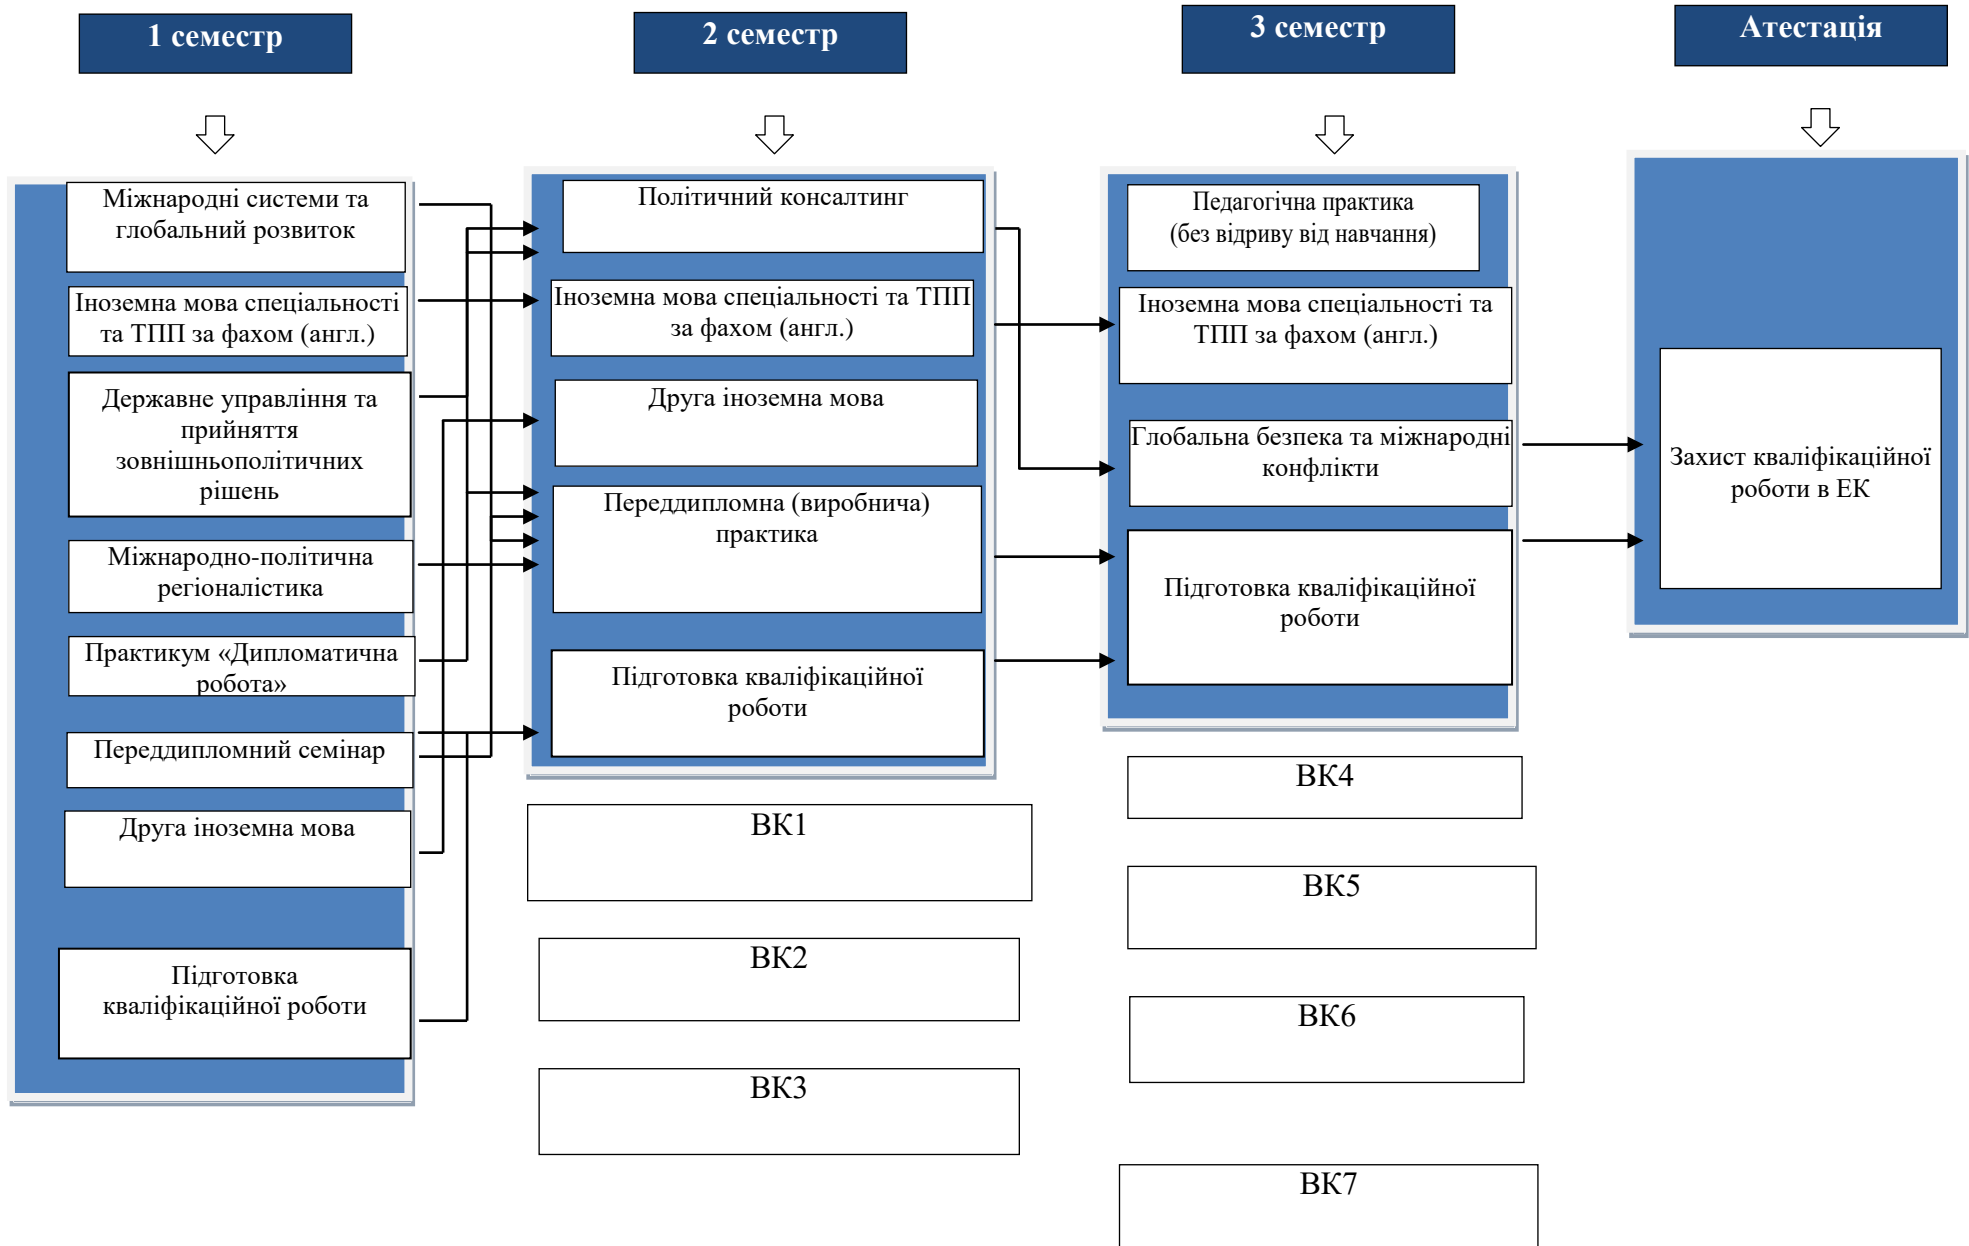 1 семестр
2 семестр
3 семестр
Атестація
Міжнародні системи та
глобальний розвиток
Іноземна мова спеціальності
та ТПП за фахом (англ.)
Державне управління та
прийняття
зовнішньополітичних
рішень
Міжнародно-політична
регіоналістика
Практикум «Дипломатична
робота»
Переддипломний семінар
Друга іноземна мова
Підготовка
кваліфікаційної роботи
Політичний консалтинг
Іноземна мова спеціальності та ТПП
за фахом (англ.)
Друга іноземна мова
Переддипломна (виробнича)
практика
Підготовка кваліфікаційної
роботи
ВК1
ВК2
ВК3
Педагогічна практика
(без відриву від навчання)
Іноземна мова спеціальності та
ТПП за фахом (англ.)
Глобальна безпека та міжнародні
конфлікти
Підготовка кваліфікаційної
роботи
ВК4
ВК5
ВК6
ВК7
Захист кваліфікаційної
роботи в ЕК